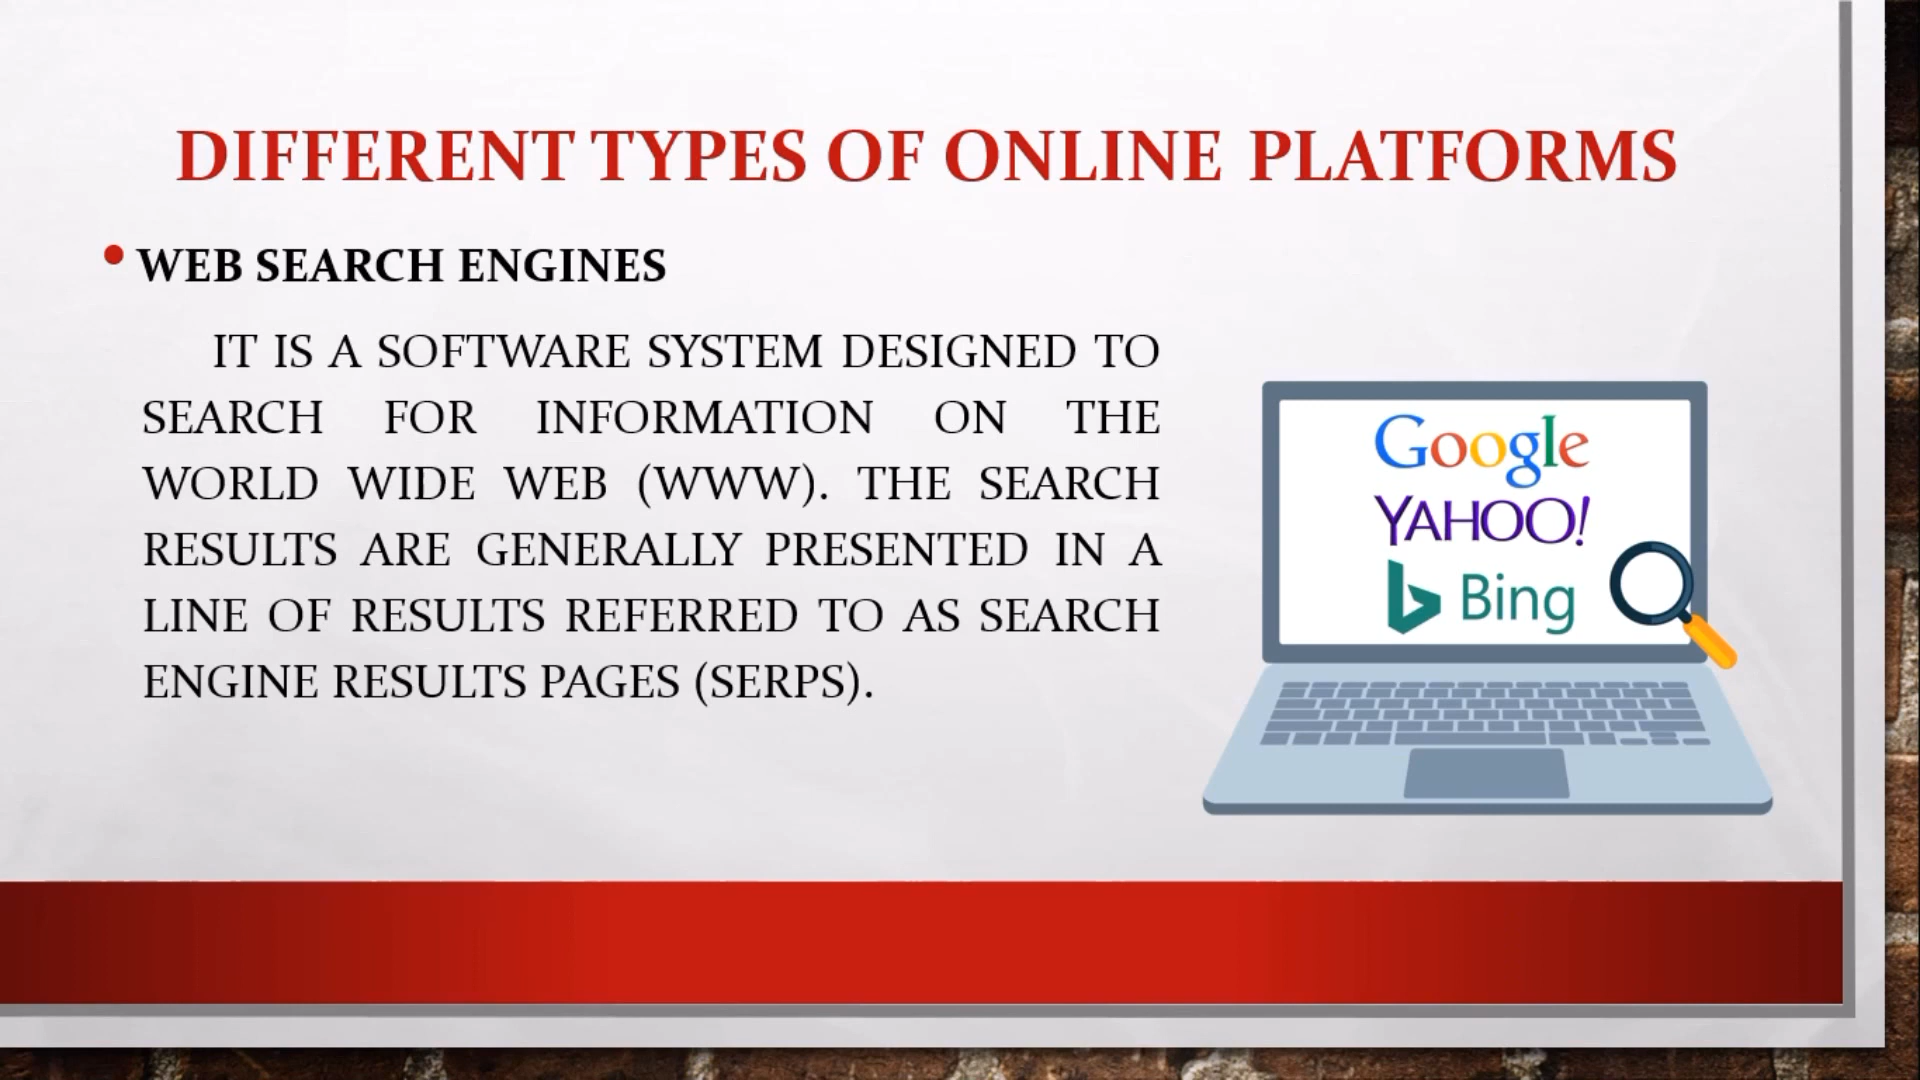 DIFFERENT TYPES OF ONLINE PLATFORMS
• WEB SEARCH ENGINES
IT IS A SOFTWARE SYSTEM DESIGNED TO
SEARCH FOR INFORMATION ON THE
WORLD WIDE WEB (WWW). THE SEARCH
RESULTS ARE GENERALLY PRESENTED IN A
LINE OF RESULTS REFERRED TO AS SEARCH
ENGINE RESULTS PAGES (SERPS).
Google
YAHOO!
Bing